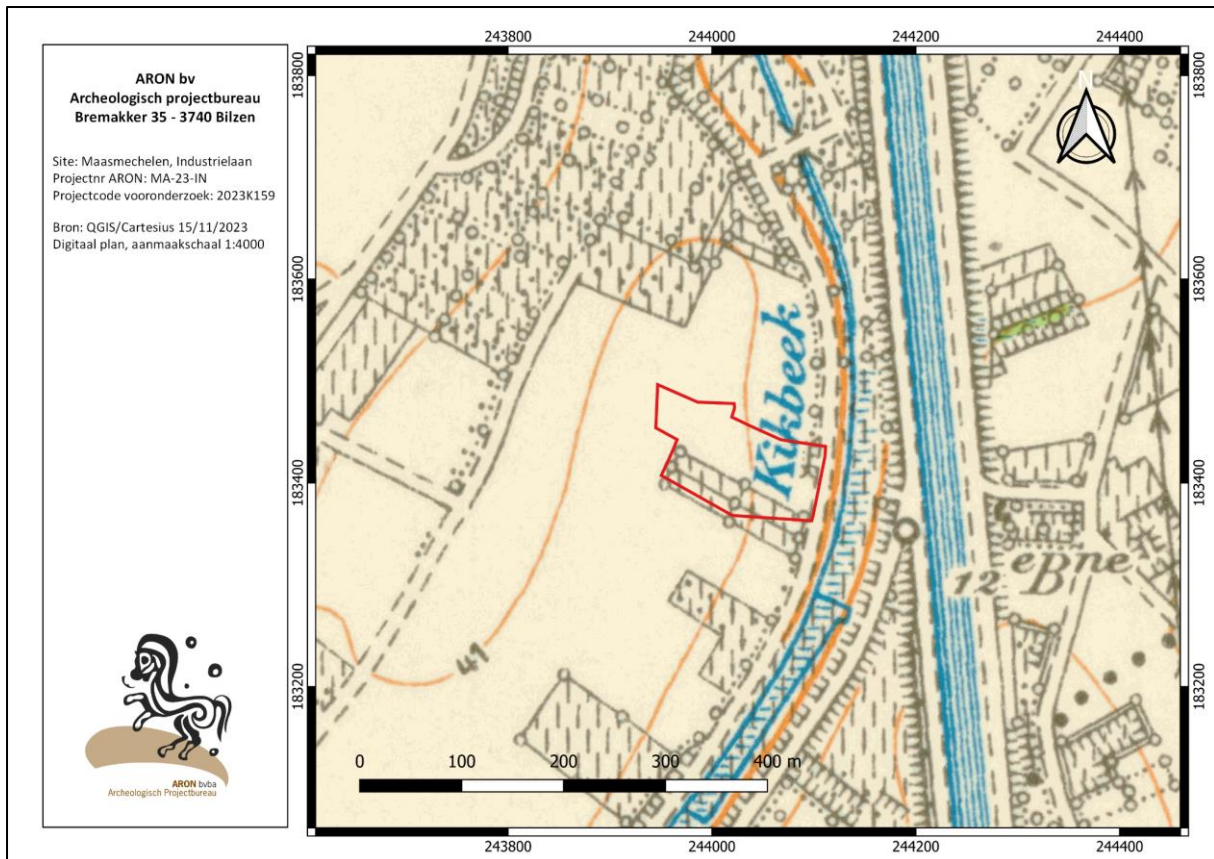 ARON bv
Archeologisch projectbureau
Bremakker 35 - 3740 Bilzen
Site: Maasmechelen, Industrielaan
Projectnr ARON: MA-23-IN
Projectcode vooronderzoek: 2023K159
Bron: QGIS/Cartesius 15/11/2023
Digitaal plan, aanmaakschaal 1:4000
ARON bvba
Archeologisch Projectbureau
243800 244000 244200 244400
183800 183800
N
183600 183600
Kikbeek
183400 183400
12 eBne
41
183200 183200
0 100 200 300 400 m
243800 244000 244200 244400